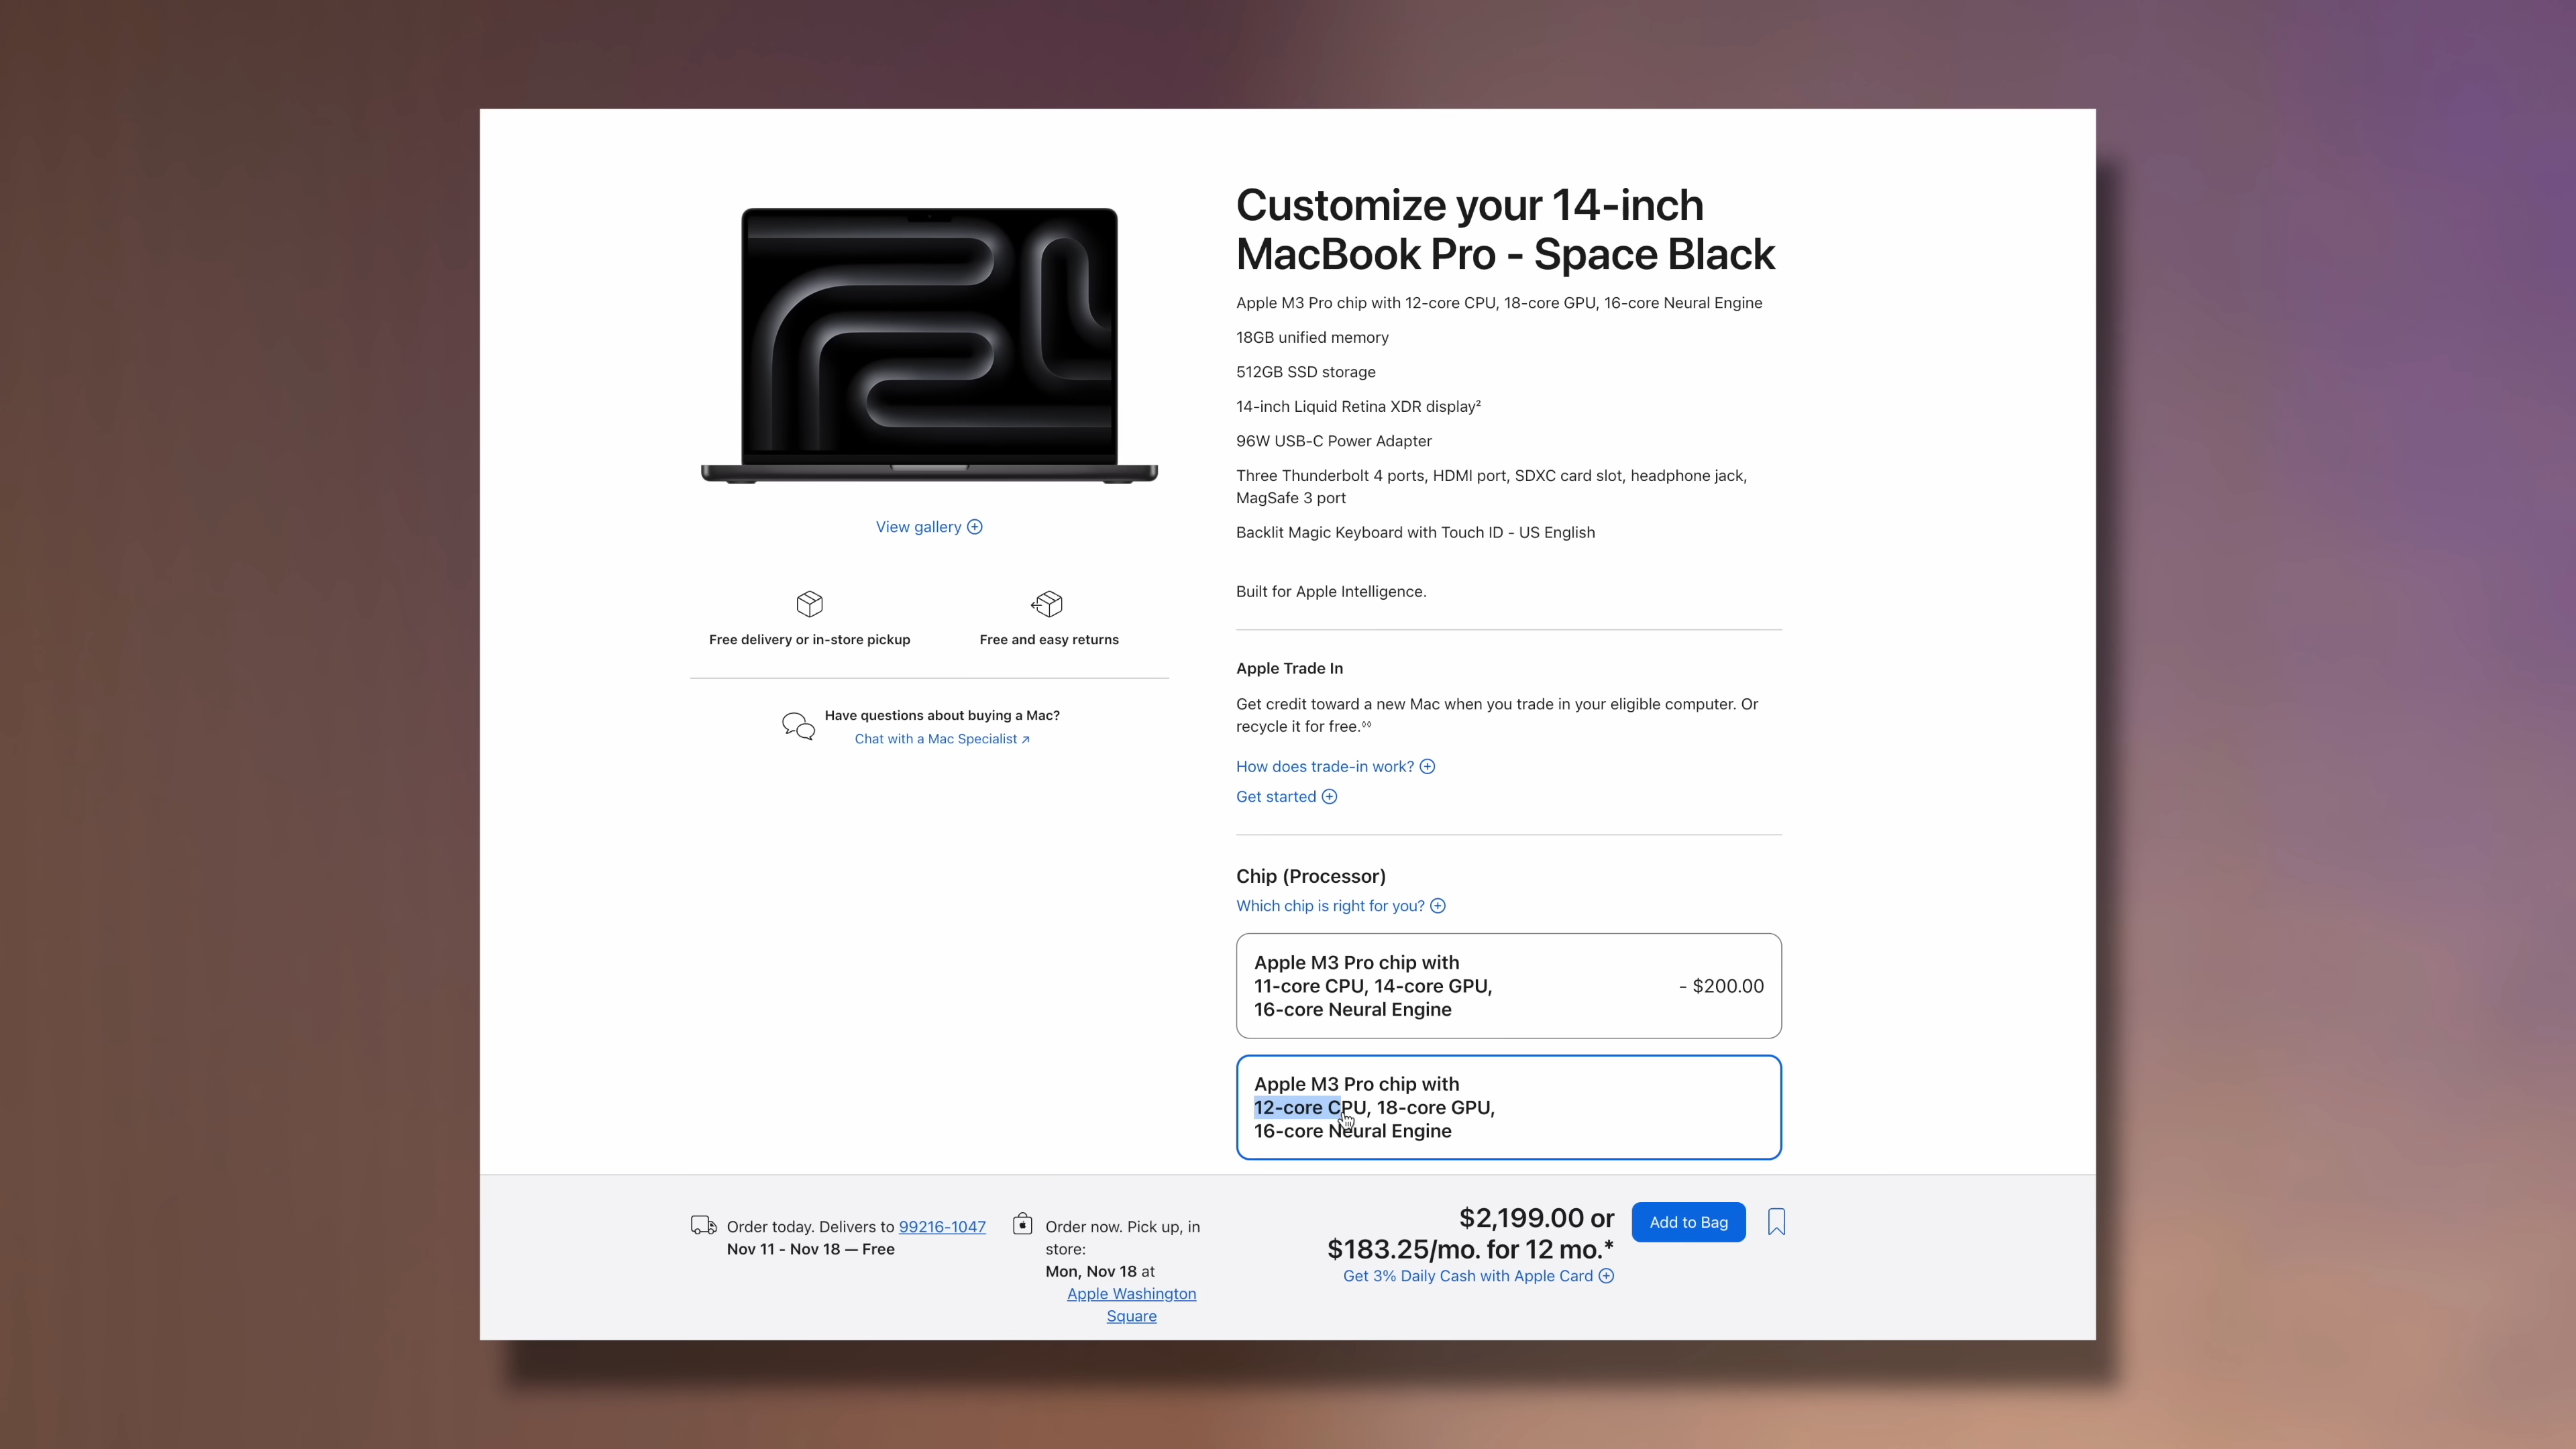 Customize your 14-inch
MacBook Pro - Space Black
Apple M3 Pro chip with 12-core CPU, 18-core GPU, 16-core Neural Engine
18GB unified memory
512GB SSD storage
14-inch Liquid Retina XDR display²
96W USB-C Power Adapter
Three Thunderbolt 4 ports, HDMI port, SDXC card slot, headphone jack,
MagSafe 3 port
Backlit Magic Keyboard with Touch ID - US English
Built for Apple Intelligence.
View gallery
Free delivery or in-store pickup
Free and easy returns
Have questions about buying a Mac?
Chat with a Mac Specialist ↗
Apple Trade In
Get credit toward a new Mac when you trade in your eligible computer. Or
recycle it for free.◊◊
How does trade-in work?
Get started
Chip (Processor)
Which chip is right for you?
Apple M3 Pro chip with
11-core CPU, 14-core GPU,
16-core Neural Engine
- $200.00
Apple M3 Pro chip with
12-core CPU, 18-core GPU,
16-core Neural Engine
Order today. Delivers to 99216-1047
Nov 11 - Nov 18 — Free
Order now. Pick up, in
store:
Mon, Nov 18 at
Apple Washington
Square
$2,199.00 or
$183.25/mo. for 12 mo.*
Get 3% Daily Cash with Apple Card
Add to Bag